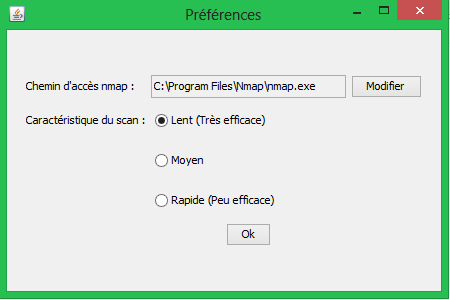 Préférences
Chemin d'accès nmap : C:\Program Files\Nmap\nmap.exe Modifier
Caractéristique du scan : Lent (Très efficace)
Moyen
Rapide (Peu efficace)
Ok